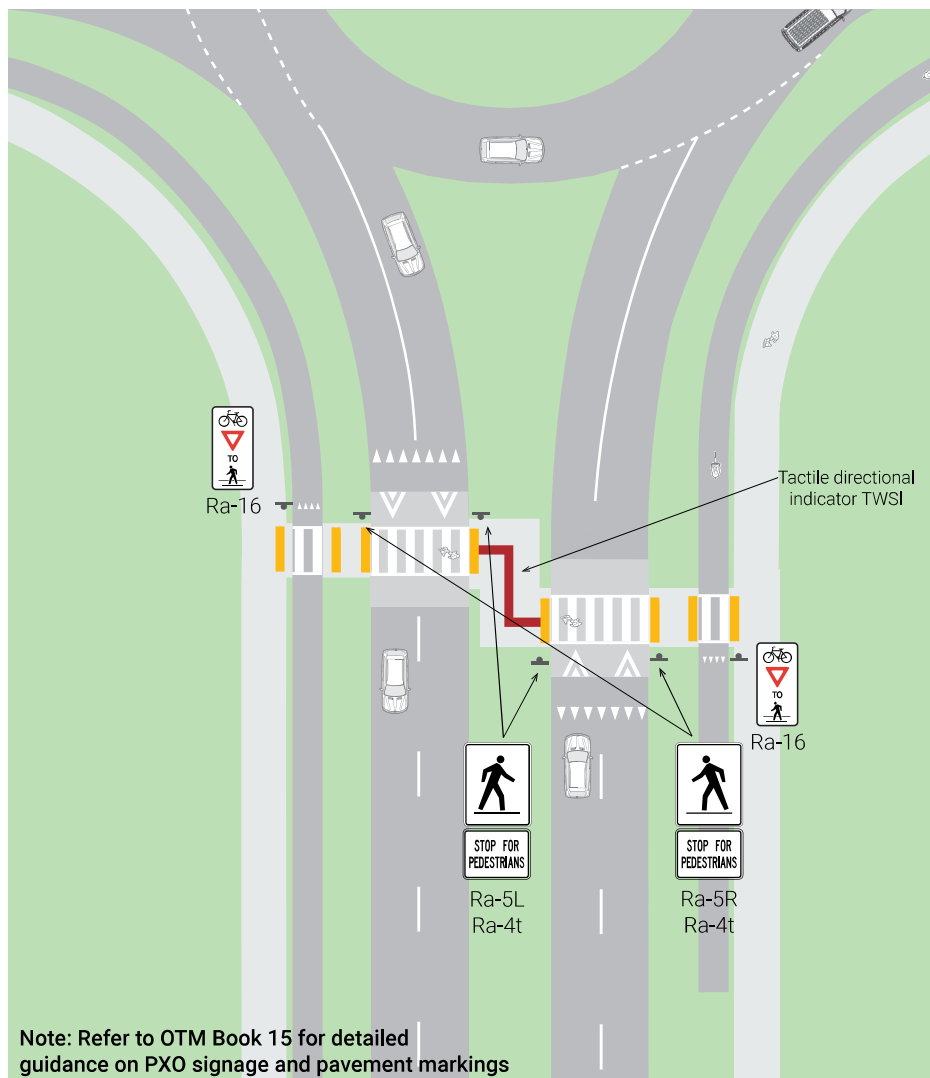 TO
Ra-16
Tactile directional
indicator TWSI
TO
Ra-16
STOP FOR
PEDESTRIANS
Ra-5L
Ra-4t
STOP FOR
PEDESTRIANS
Ra-5R
Ra-4t
Note: Refer to OTM Book 15 for detailed
guidance on PXO signage and pavement markings